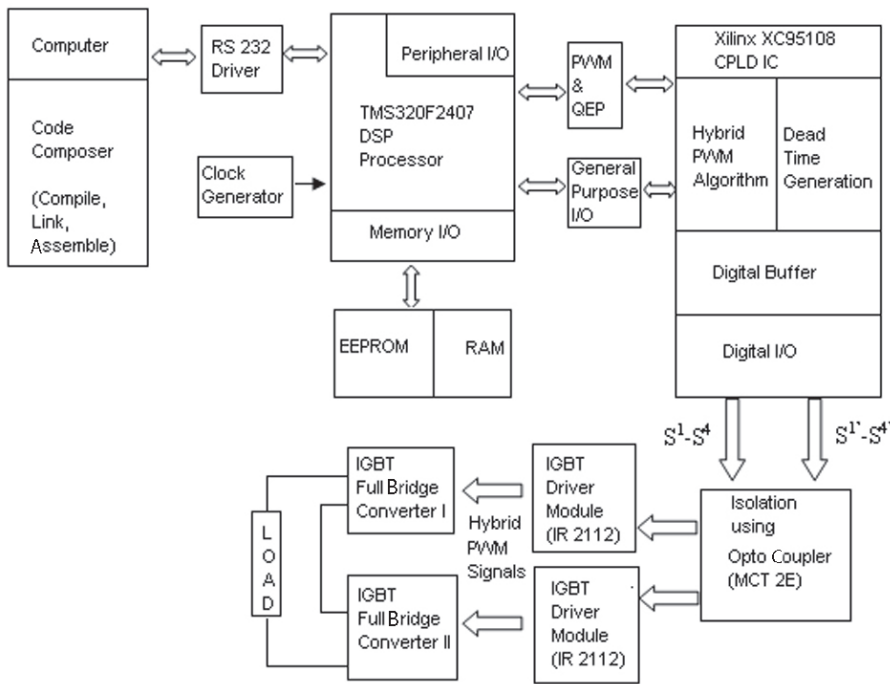 Computer
Code
Composer
(Compile,
Link,
Assemble)
RS 232
Driver
Clock
Generator
Peripheral I/O
TMS320F2407
DSP
Processor
Memory I/O
EEPROM
RAM
PWM
&
QEP
General
Purpose
I/O
Xilinx XC95108
CPLD IC
Hybrid
PWM
Algorithm
Dead
Time
Generation
Digital Buffer
Digital I/O
S¹-S⁴
S¹'-S⁴'
Isolation
using
Opto Coupler
(MCT 2E)
IGBT
Driver
Module
(IR 2112)
IGBT
Driver
Module
(IR 2112)
Hybrid
PWM
Signals
IGBT
Full Bridge
Converter I
IGBT
Full Bridge
Converter II
LOAD